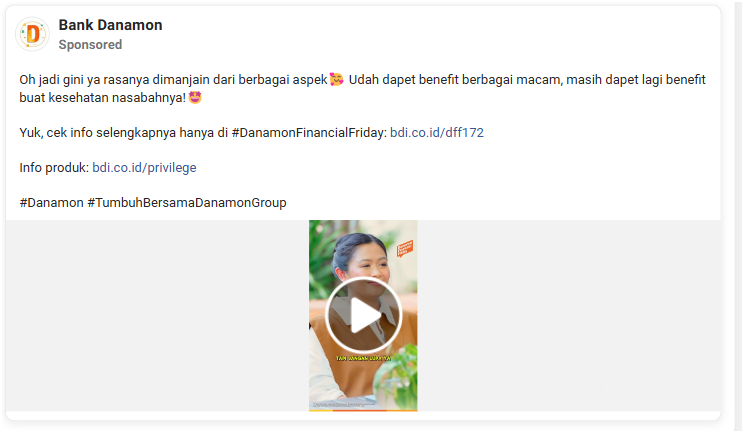 Bank Danamon
Sponsored
Oh jadi gini ya rasanya dimanjain dari berbagai aspek🥰 Udah dapet benefit berbagai macam, masih dapet lagi benefit
buat kesehatan nasabahnya!🤩
Yuk, cek info selengkapnya hanya di #DanamonFinancialFriday: bdi.co.id/dff172
Info produk: bdi.co.id/privilege
#Danamon #TumbuhBersamaDanamonGroup